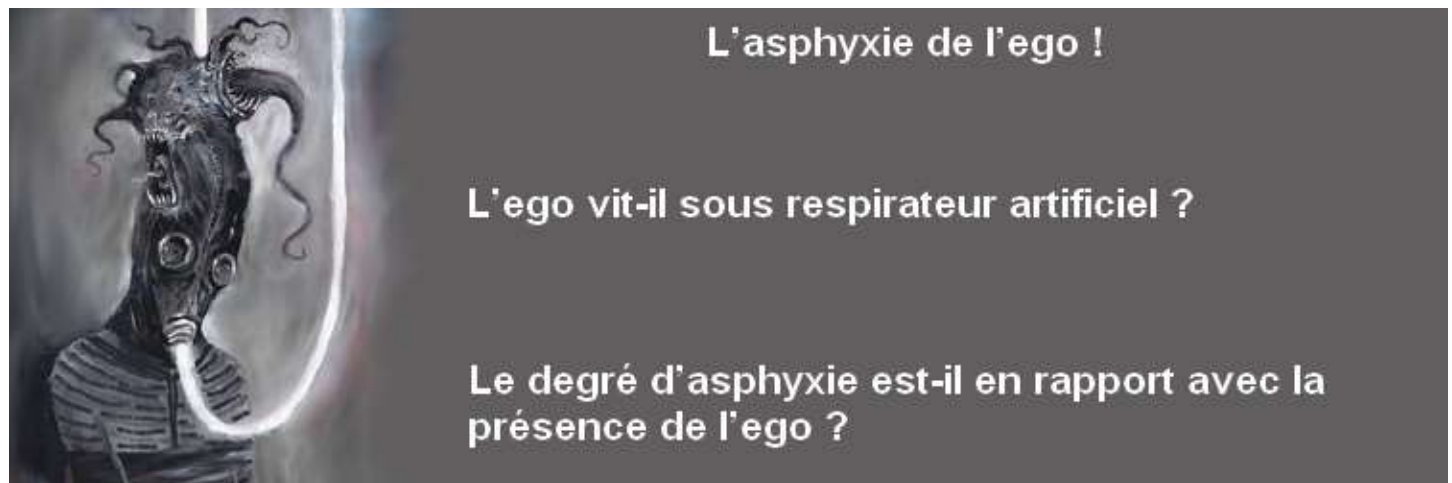 L'asphyxie de l'ego !
L'ego vit-il sous respirateur artificiel ?
Le degré d'asphyxie est-il en rapport avec la
présence de l'ego ?